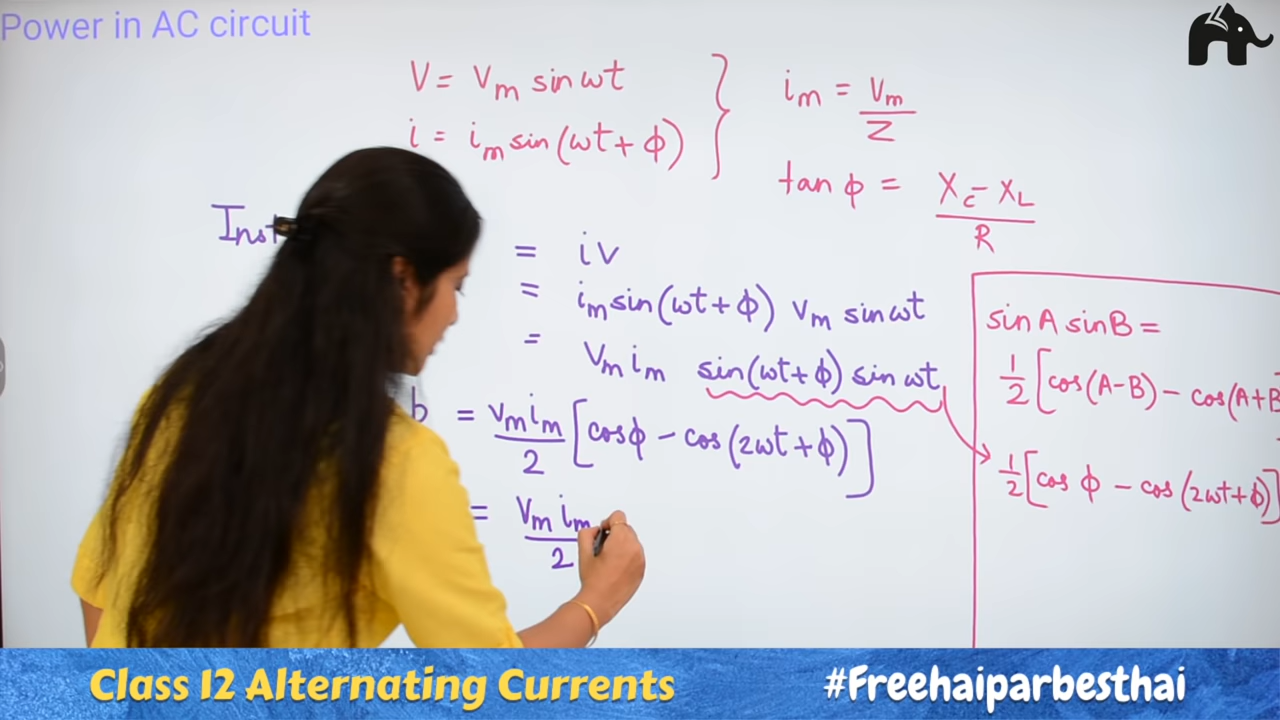 Power in AC circuit
V = Vm sin ωt
i = im sin (ωt + ϕ)
im = Vm / Z
tan ϕ = XC - XL / R
Inst
= iv
= im sin(ωt + ϕ) Vm sin ωt
= Vm im sin(ωt + ϕ) sin ωt
= Vm im / 2 [cos ϕ - cos (2ωt + ϕ)]
= Vm im / 2
sin A sin B =
1/2 [cos(A-B) - cos(A+B
1/2 [cos ϕ - cos (2ωt + ϕ)]
Class 12 Alternating Currents
#Freehaiparbesthai